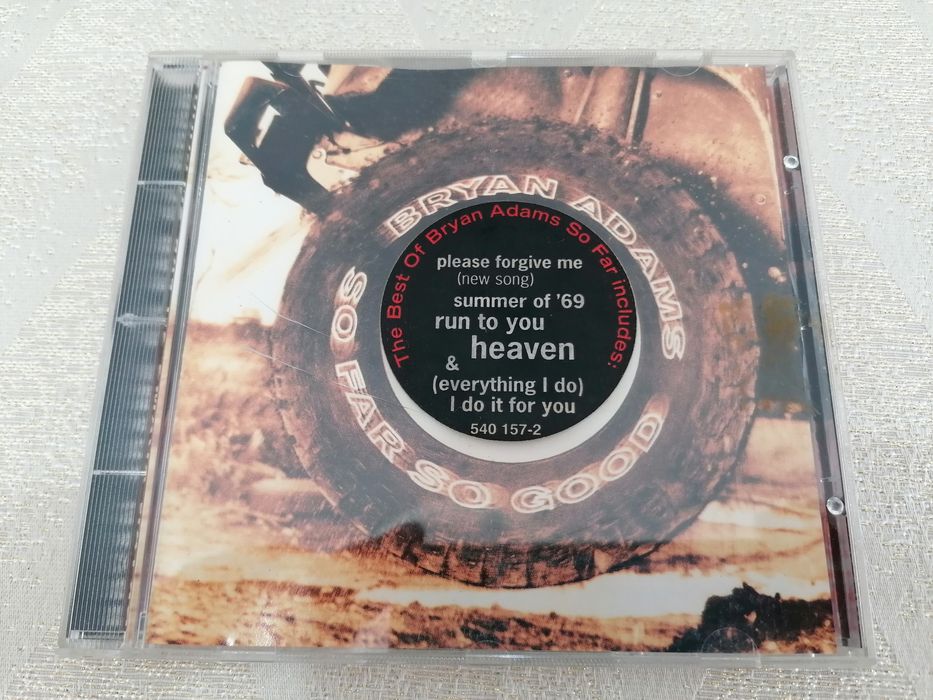 BRYAN ADAMS
SO FAR SO GOOD
The Best Of Bryan Adams So Far includes:
please forgive me
(new song)
summer of '69
run to you
heaven
&
(everything I do)
I do it for you
540 157-2